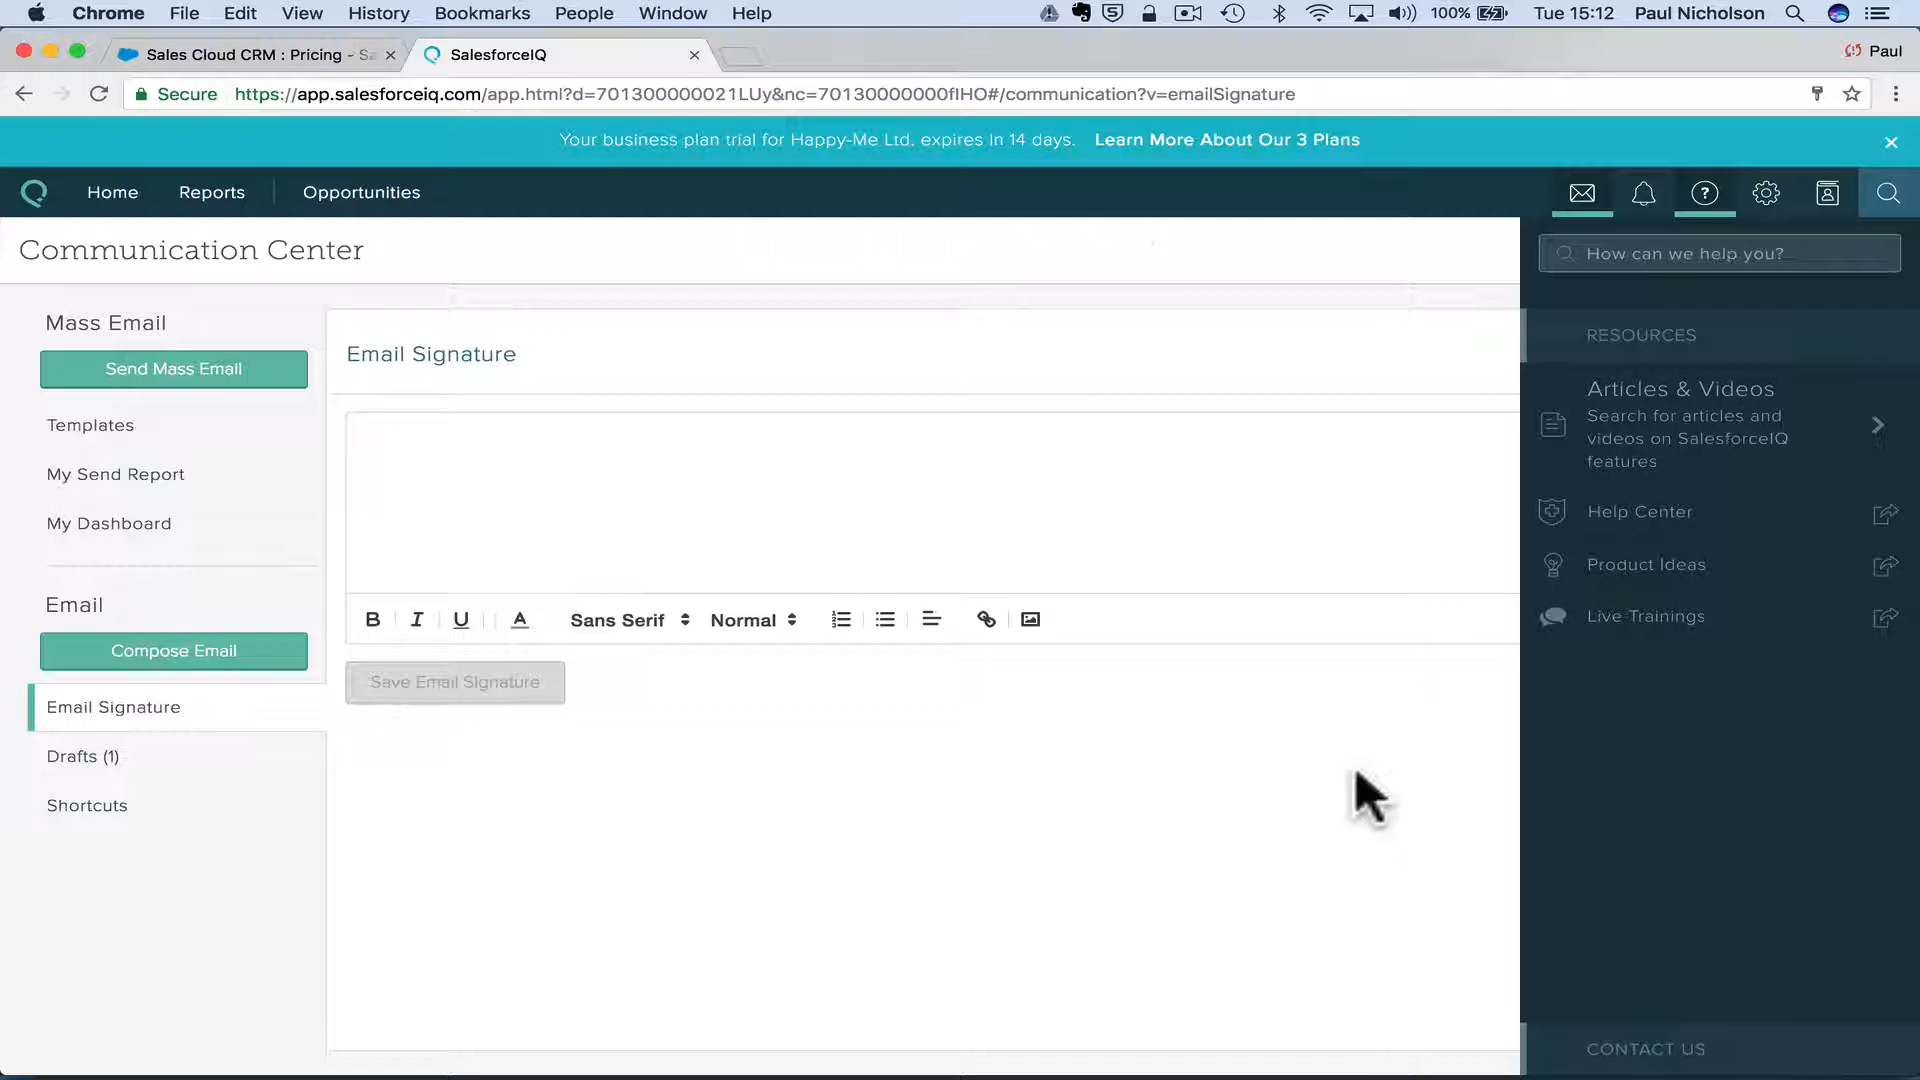 Chrome File Edit View History Bookmarks People Window Help 100% Tue 15:12 Paul Nicholson
Sales Cloud CRM : Pricing - Sa SalesforceIQ Paul
Secure https://app.salesforceiq.com/app.html?d=701300000021LUy&nc=70130000000fIHO#/communication?v=emailSignature
Your business plan trial for Happy-Me Ltd. expires in 14 days. Learn More About Our 3 Plans
Home Reports Opportunities
Communication Center
How can we help you?
Mass Email
Send Mass Email
Templates
My Send Report
My Dashboard
Email
Compose Email
Email Signature
Drafts (1)
Shortcuts
Email Signature
B I U A Sans Serif Normal
Save Email Signature
RESOURCES
Articles & Videos
Search for articles and
videos on SalesforceIQ
features
Help Center
Product Ideas
Live Trainings
CONTACT US